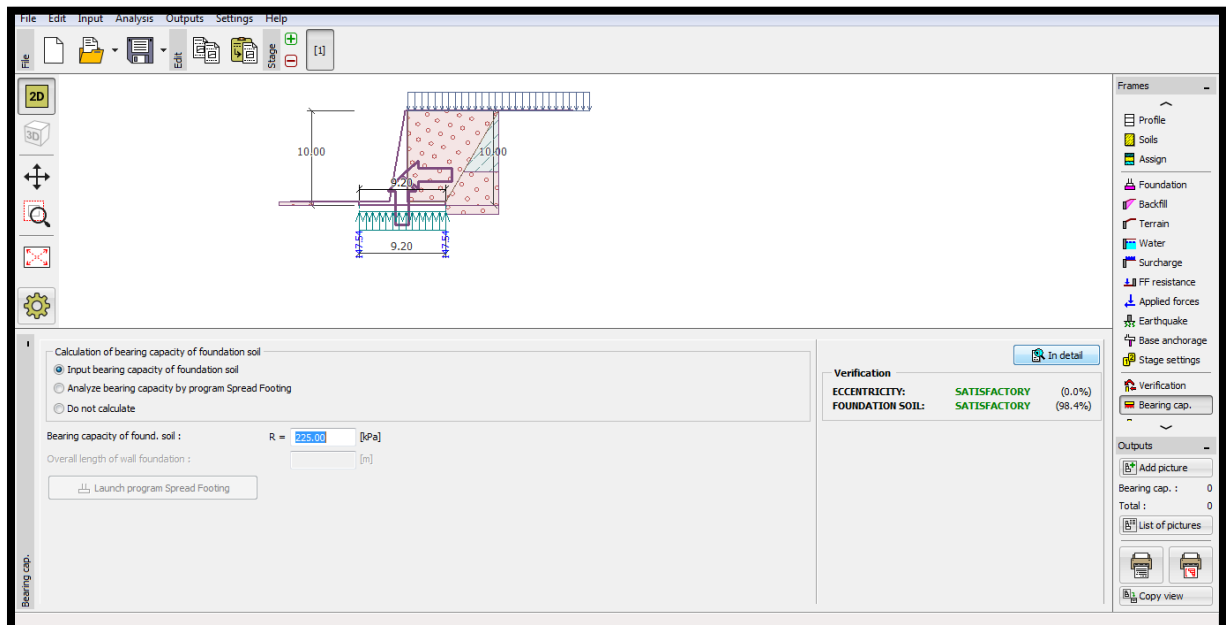 File Edit Input Analysis Outputs Settings Help
File
Edit
Stage
[1]
2D
3D
10.00
10.00
9.20
147.54
147.54
9.20
Frames
Profile
Soils
Assign
Foundation
Backfill
Terrain
Water
Surcharge
FF resistance
Applied forces
Earthquake
Base anchorage
Stage settings
Verification
Bearing cap.
Outputs
Add picture
Bearing cap. : 0
Total : 0
List of pictures
Copy view
Bearing cap.
Calculation of bearing capacity of foundation soil
Input bearing capacity of foundation soil
Analyze bearing capacity by program Spread Footing
Do not calculate
Bearing capacity of found. soil : R = 225.00 [kPa]
Overall length of wall foundation : [m]
Launch program Spread Footing
In detail
Verification
ECCENTRICITY: SATISFACTORY (0.0%)
FOUNDATION SOIL: SATISFACTORY (98.4%)